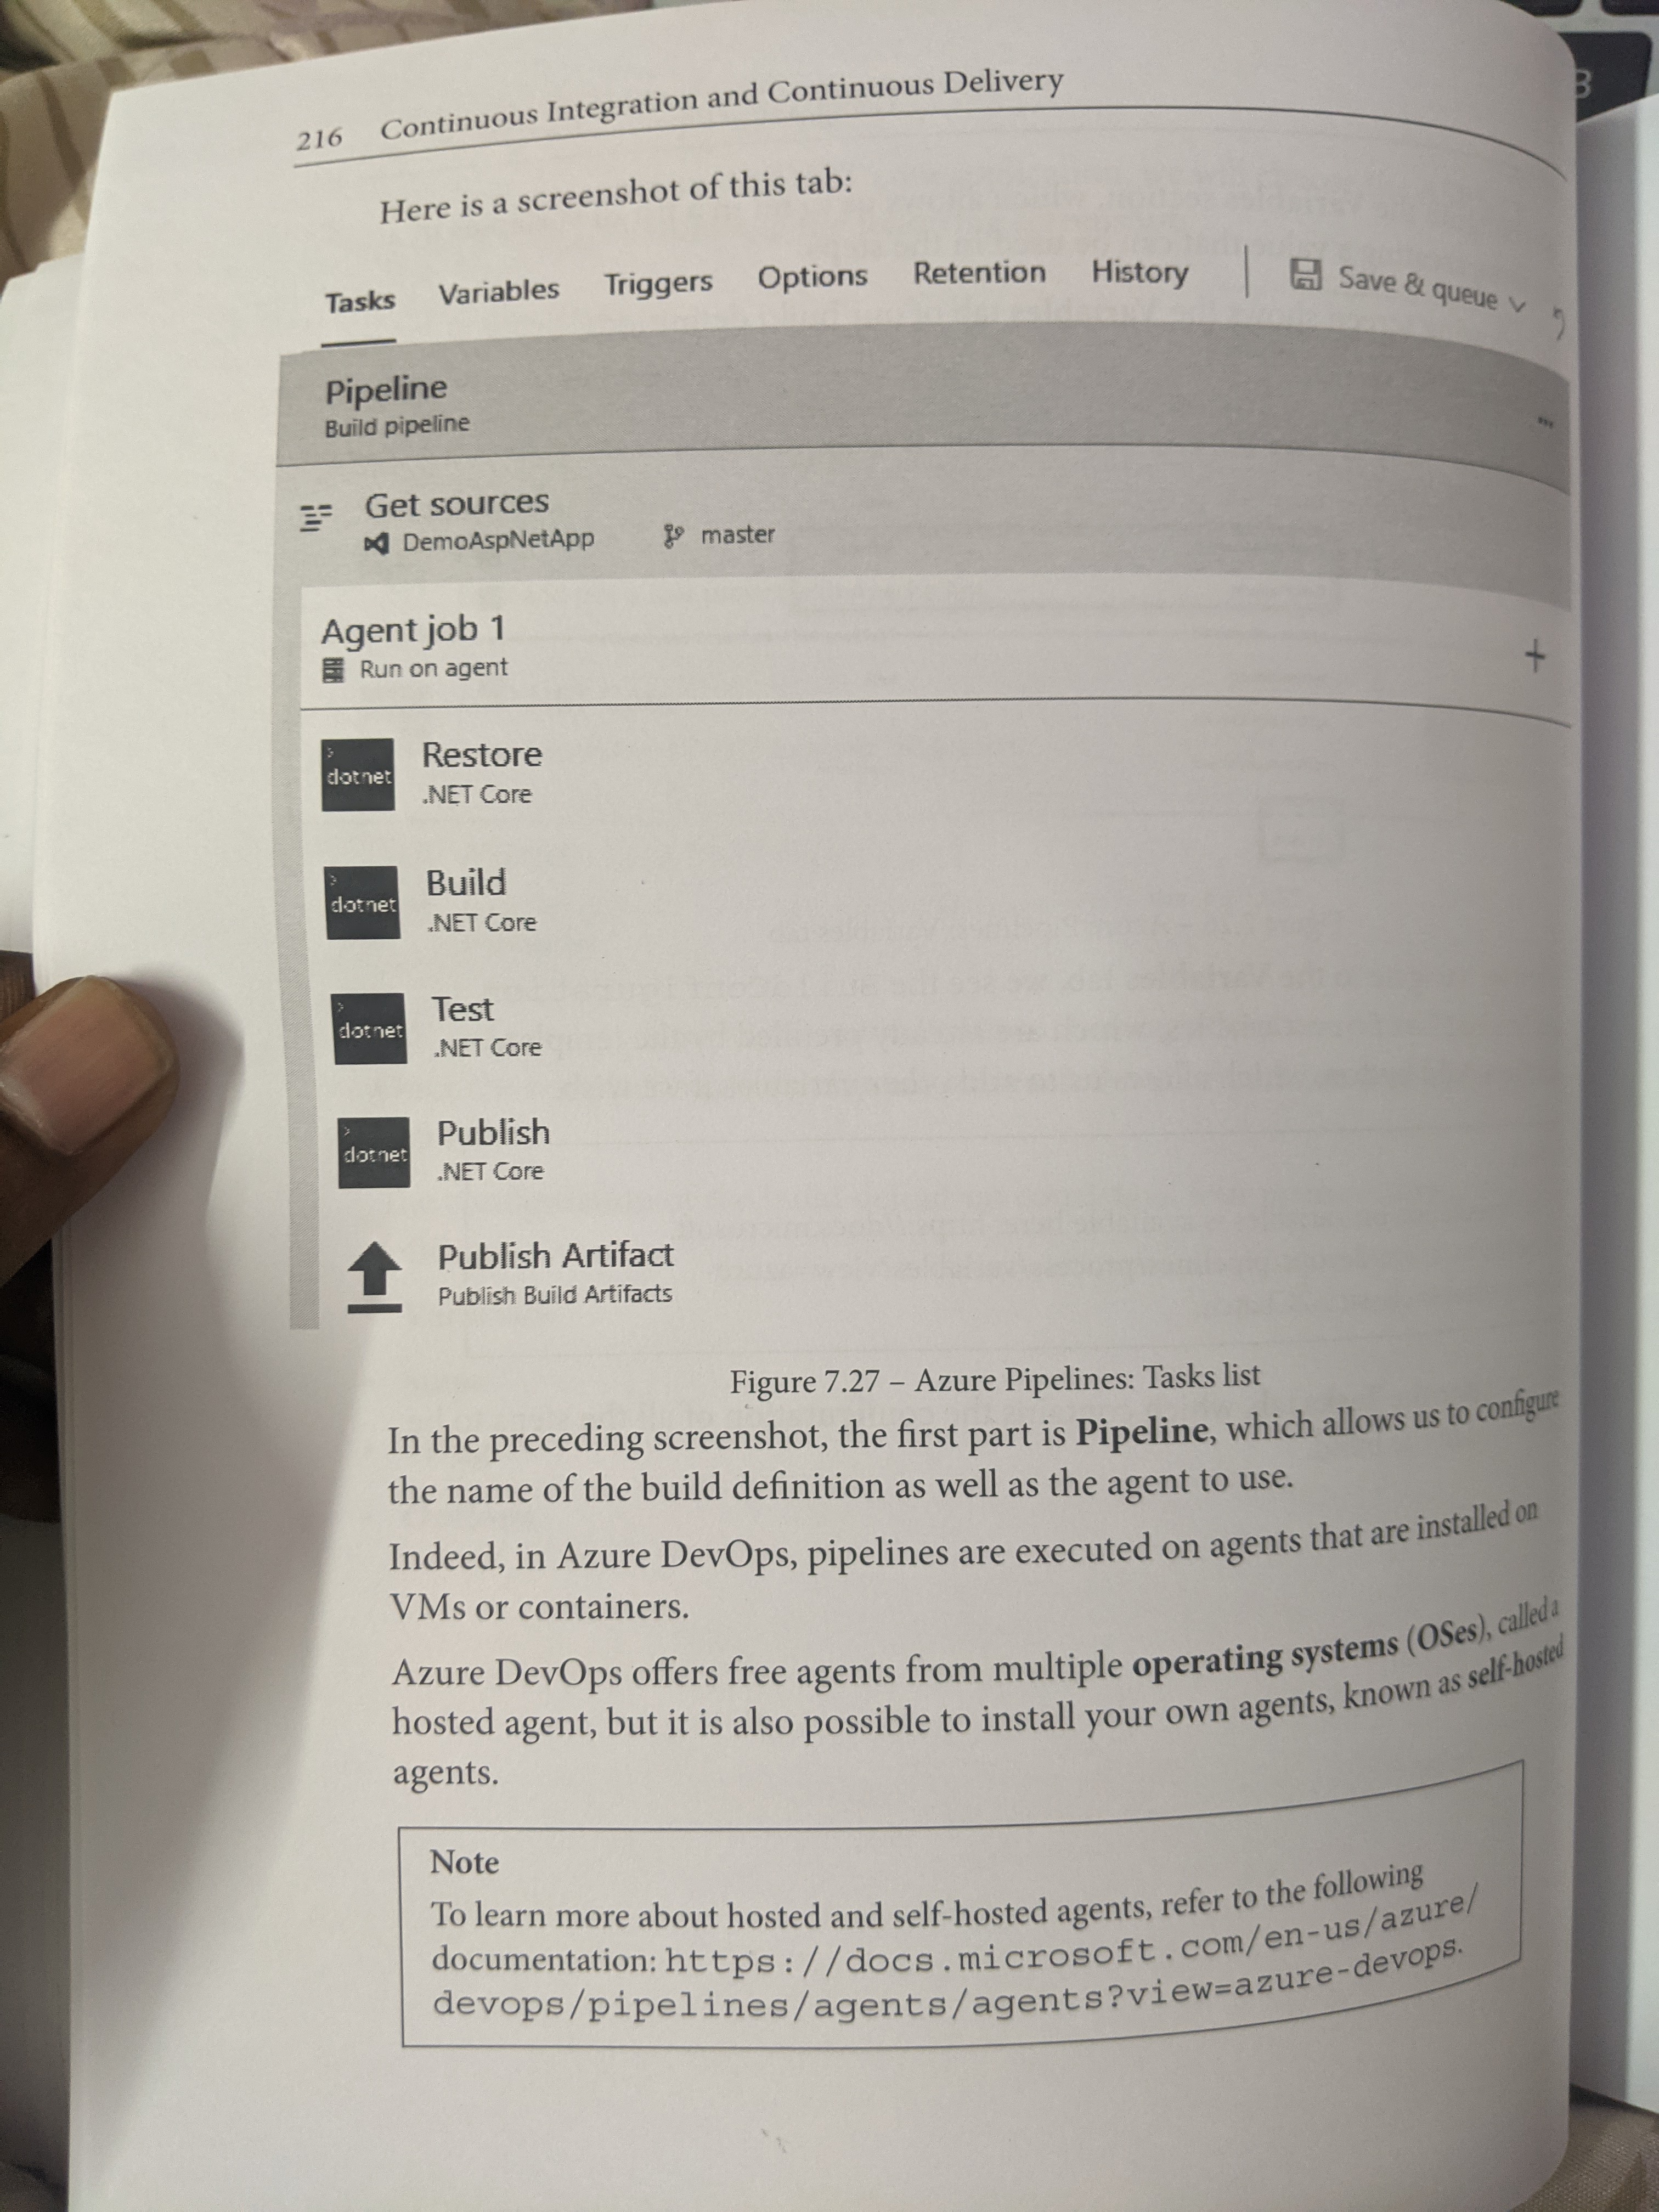 216 Continuous Integration and Continuous Delivery
Here is a screenshot of this tab:
Tasks Variables Triggers Options Retention History Save & queue
Pipeline
Build pipeline
Get sources
DemoAspNetApp master
Agent job 1
Run on agent
+
dotnet Restore
.NET Core
dotnet Build
.NET Core
dotnet Test
.NET Core
dotnet Publish
.NET Core
Publish Artifact
Publish Build Artifacts
Figure 7.27 – Azure Pipelines: Tasks list
In the preceding screenshot, the first part is Pipeline, which allows us to configure
the name of the build definition as well as the agent to use.
Indeed, in Azure DevOps, pipelines are executed on agents that are installed on
VMs or containers.
Azure DevOps offers free agents from multiple operating systems (OSes), called a
hosted agent, but it is also possible to install your own agents, known as self-hosted
agents.
Note
To learn more about hosted and self-hosted agents, refer to the following
documentation: https://docs.microsoft.com/en-us/azure/
devops/pipelines/agents/agents?view=azure-devops.